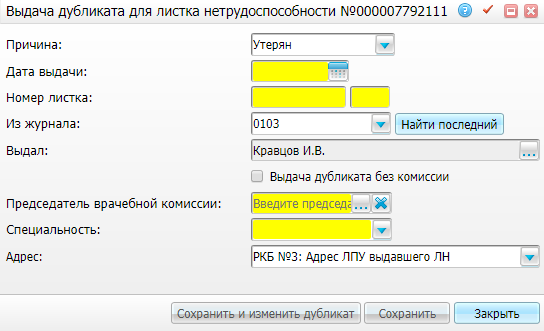 Выдача дубликата для листка нетрудоспособности №000007792111
Причина: Утерян
Дата выдачи:
Номер листка:
Из журнала: 0103 Найти последний
Выдал: Кравцов И.В. ...
Выдача дубликата без комиссии
Председатель врачебной комиссии: Введите председа ...
Специальность:
Адрес: РКБ №3: Адрес ЛПУ выдавшего ЛН
Сохранить и изменить дубликат Сохранить Закрыть